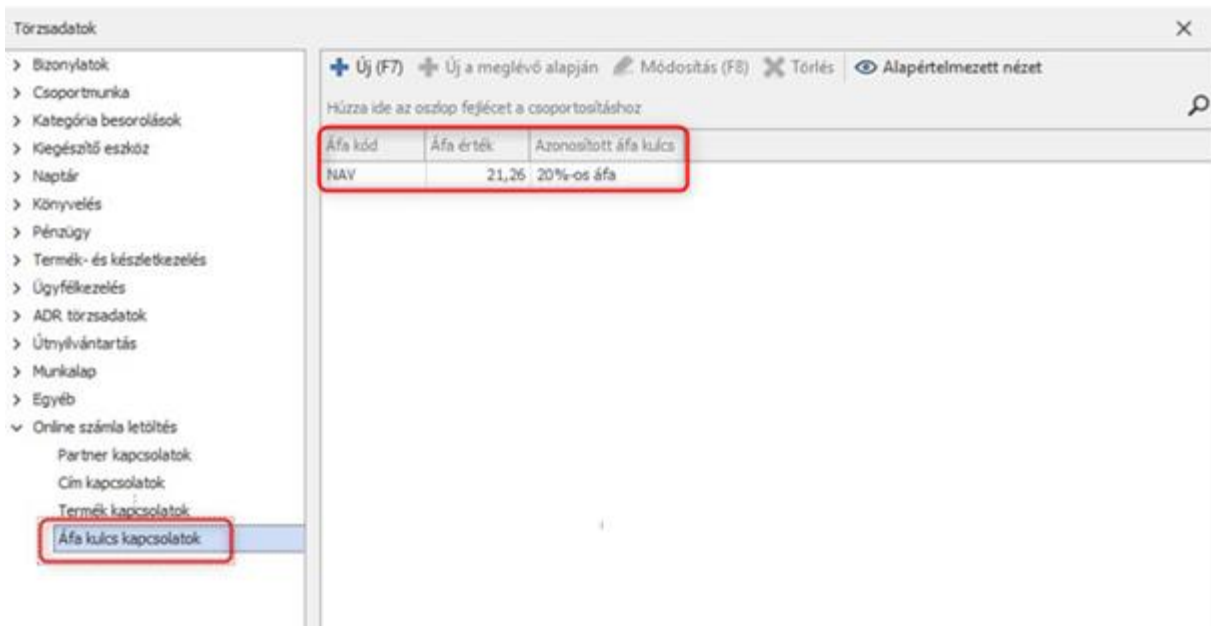 Törzsadatok
Bizonylatok
Csoportmunka
Kategória besorolások
Kiegészítő eszköz
Naptár
Könyvelés
Pénzügy
Termék- és készletkezelés
Ügyfélkezelés
ADR törzsadatok
Útnyilvántartás
Munkalap
Egyéb
Online számla letöltés
Partner kapcsolatok
Cím kapcsolatok
Termék kapcsolatok
Áfa kulcs kapcsolatok
Új (F7) Új a meglévő alapján Módosítás (F8) Törlés Alapértelmezett nézet
Húzza ide az oszlop fejlécet a csoportosításhoz
Áfa kód Áfa érték Azonosított áfa kulcs
NAV 21,26 20%-os áfa